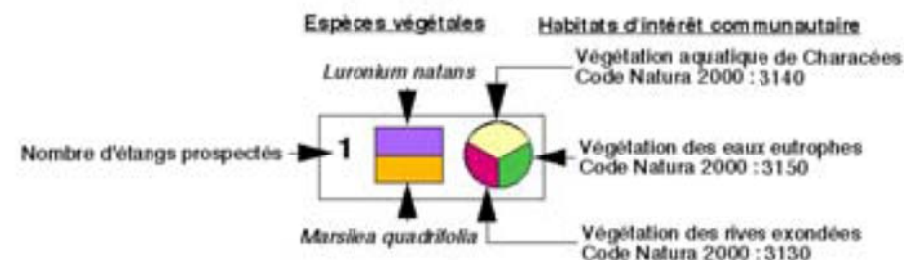 Espèces végétales
Habitats d'intérêt communautaire
Luronium natans
Végétation aquatique de Characées
Code Natura 2000 : 3140
Nombre d'étangs prospectés
1
Végétation des eaux eutrophes
Code Natura 2000 : 3150
Marsilea quadrifolia
Végétation des rives exondées
Code Natura 2000 : 3130